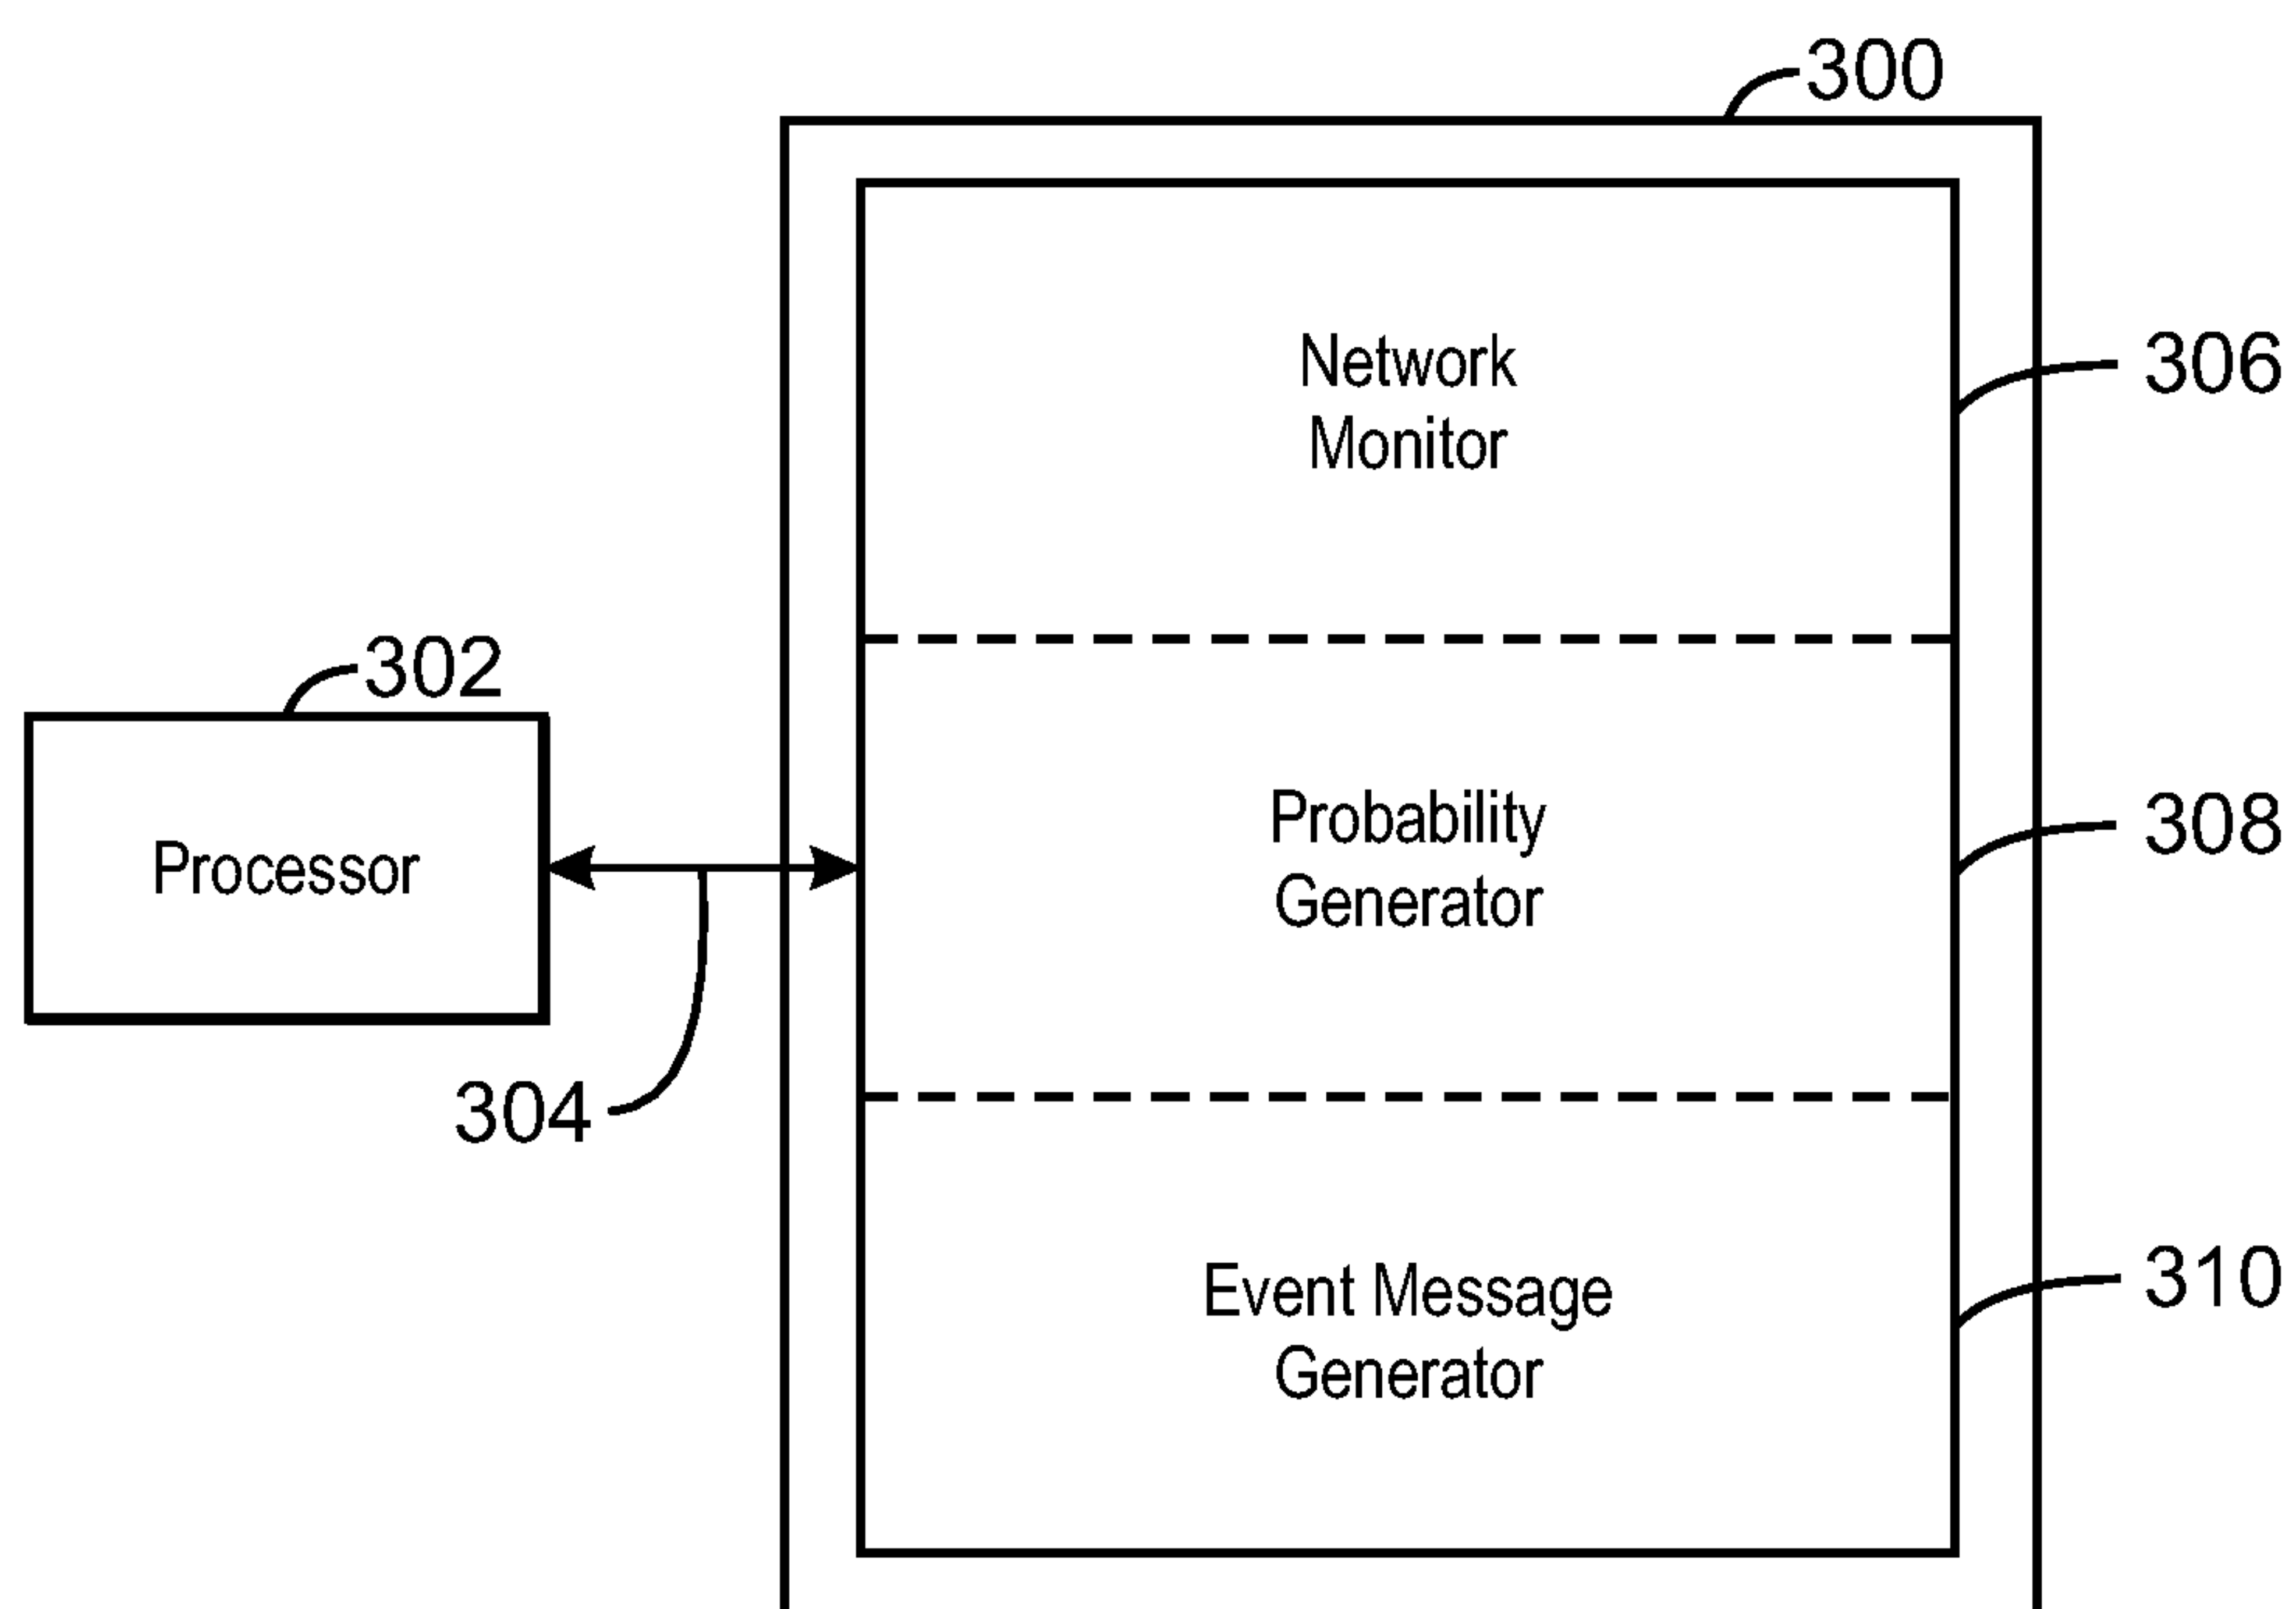 300
Network
Monitor
306
302
Processor
304
Probability
Generator
308
Event Message
Generator
310